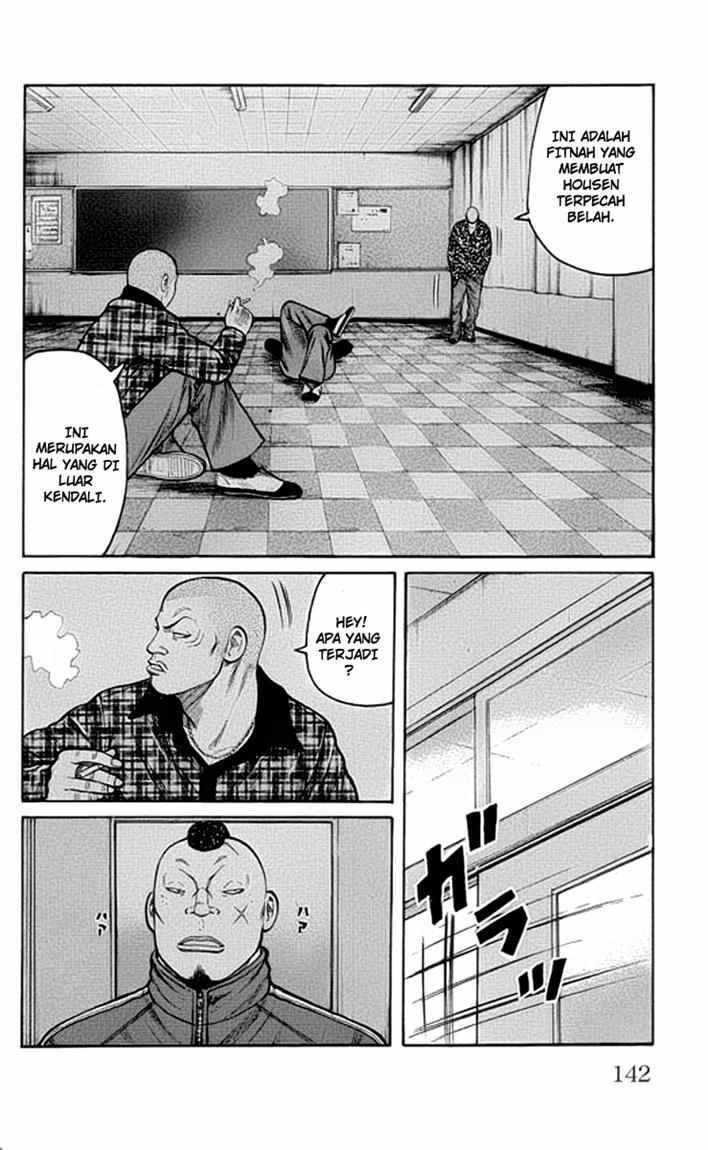 INI ADALAH
FITNAH YANG
MEMBUAT
HOUSEN
TERPECAH
BELAH.
INI
MERUPAKAN
HAL YANG DI
LUAR
KENDALI.
ガラッ
HEY!
APA YANG
TERJADI
?
ハァ
ハァ
142